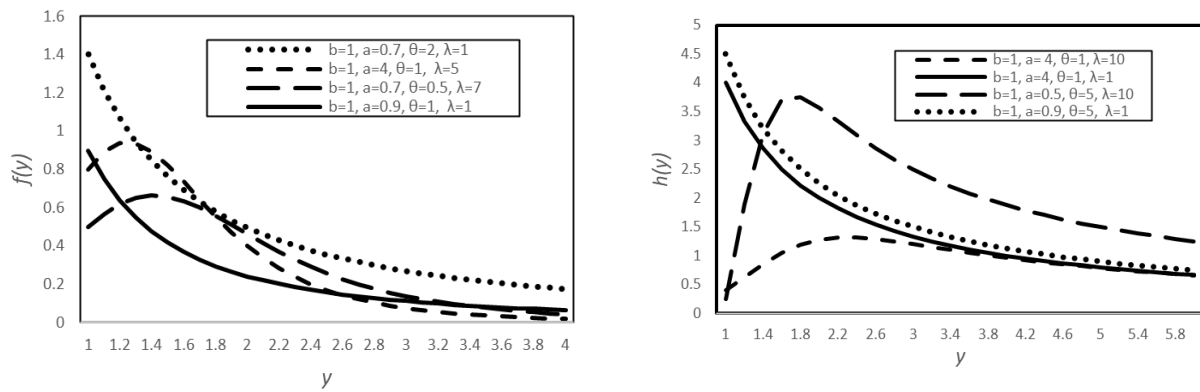 1.6
1.4
1.2
1
0.8
0.6
0.4
0.2
0
f(y)
b=1, a=0.7, θ=2, λ=1
b=1, a=4, θ=1, λ=5
b=1, a=0.7, θ=0.5, λ=7
b=1, a=0.9, θ=1, λ=1
1 1.2 1.4 1.6 1.8 2 2.2 2.4 2.6 2.8 3 3.2 3.4 3.6 3.8 4
y
5
4.5
4
3.5
3
2.5
2
1.5
1
0.5
0
h(y)
b=1, a= 4, θ=1, λ=10
b=1, a=4, θ=1, λ=1
b=1, a=0.5, θ=5, λ=10
b=1, a=0.9, θ=5, λ=1
1 1.4 1.8 2.2 2.6 3 3.4 3.8 4.2 4.6 5 5.4 5.8
y